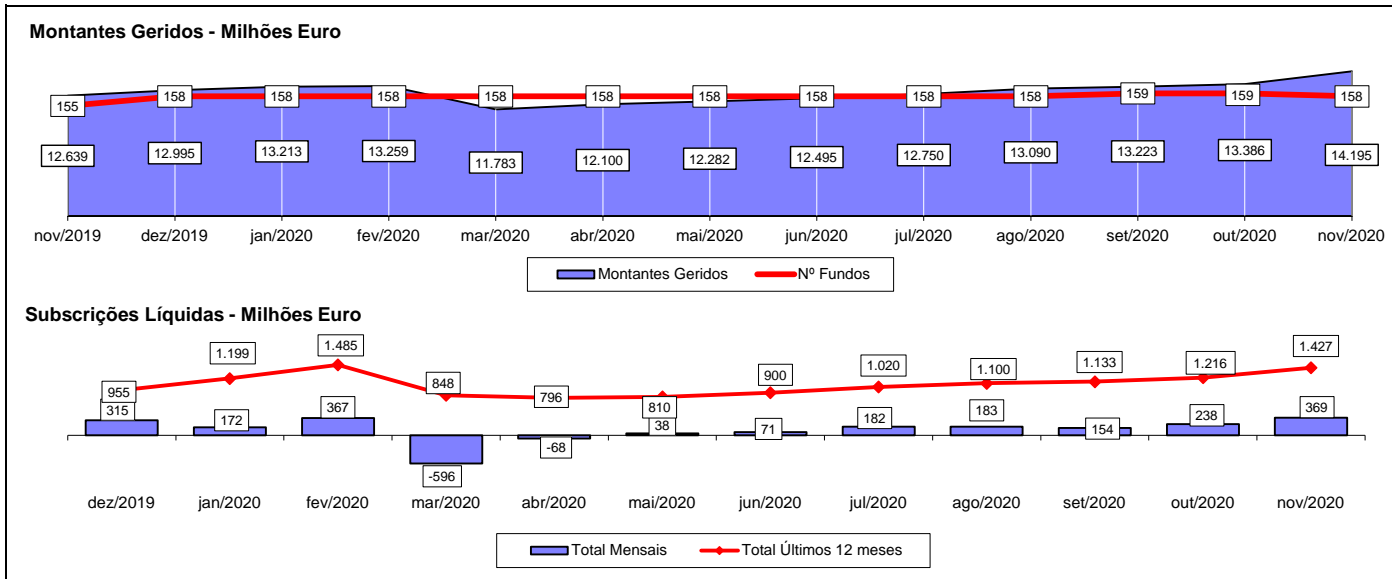 Montantes Geridos - Milhões Euro
155 158 158 158 158 158 158 158 158 158 159 159 158
12.639 12.995 13.213 13.259 11.783 12.100 12.282 12.495 12.750 13.090 13.223 13.386 14.195
nov/2019 dez/2019 jan/2020 fev/2020 mar/2020 abr/2020 mai/2020 jun/2020 jul/2020 ago/2020 set/2020 out/2020 nov/2020
Montantes Geridos Nº Fundos
Subscrições Líquidas - Milhões Euro
955 1.199 1.485 848 796 810 900 1.020 1.100 1.133 1.216 1.427
315 172 367 -596 -68 38 71 182 183 154 238 369
dez/2019 jan/2020 fev/2020 mar/2020 abr/2020 mai/2020 jun/2020 jul/2020 ago/2020 set/2020 out/2020 nov/2020
Total Mensais Total Últimos 12 meses